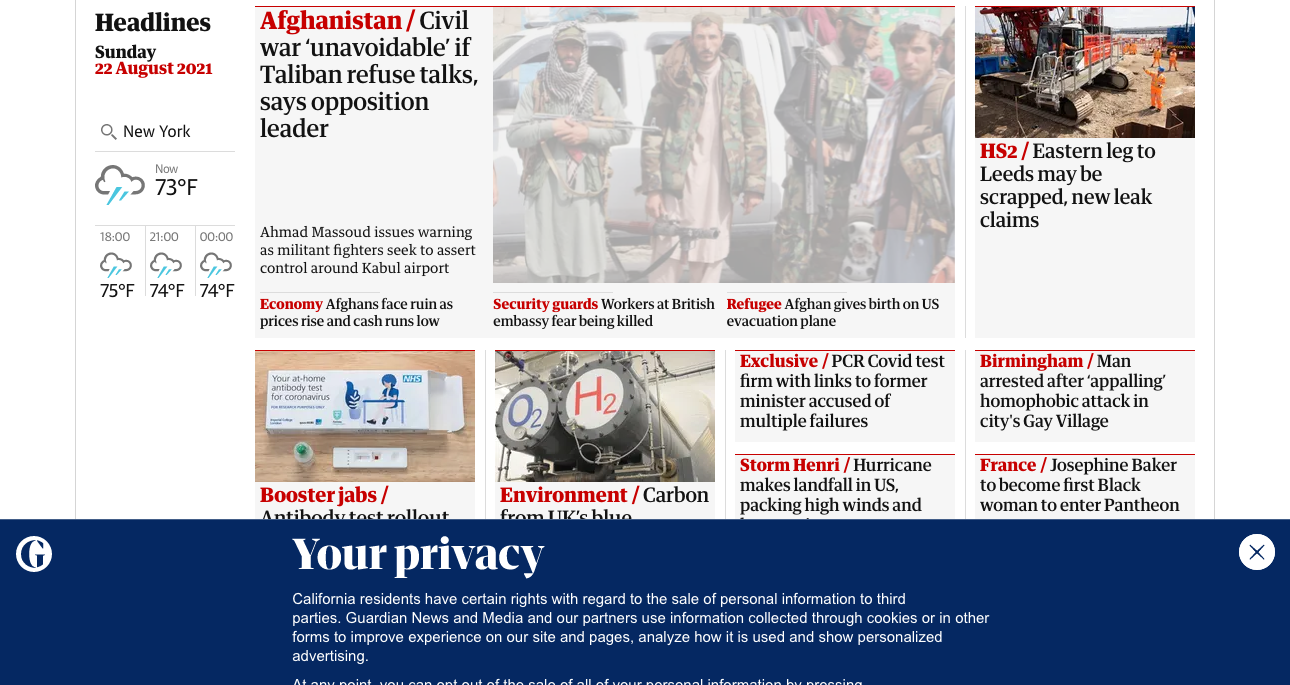 Headlines
Sunday
22 August 2021
New York
Now
73°F
18:00
21:00
00:00
75°F
74°F
74°F
Afghanistan / Civil
war ‘unavoidable’ if
Taliban refuse talks,
says opposition
leader
Ahmad Massoud issues warning
as militant fighters seek to assert
control around Kabul airport
Economy Afghans face ruin as
prices rise and cash runs low
Security guards Workers at British
embassy fear being killed
Refugee Afghan gives birth on US
evacuation plane
HS2 / Eastern leg to
Leeds may be
scrapped, new leak
claims
Your at-home
antibody test
for coronavirus
NHS
FOR RESEARCH PURPOSES ONLY
O2
H2
Booster jabs /
Antibody test rollout
Environment / Carbon
from UK’s blue
Exclusive / PCR Covid test
firm with links to former
minister accused of
multiple failures
Storm Henri / Hurricane
makes landfall in US,
packing high winds and
Birmingham / Man
arrested after ‘appalling’
homophobic attack in
city's Gay Village
France / Josephine Baker
to become first Black
woman to enter Pantheon
G
Your privacy
California residents have certain rights with regard to the sale of personal information to third
parties. Guardian News and Media and our partners use information collected through cookies or in other
forms to improve experience on our site and pages, analyze how it is used and show personalized
advertising.
At any point, you can opt out of the sale of all of your personal information by pressing